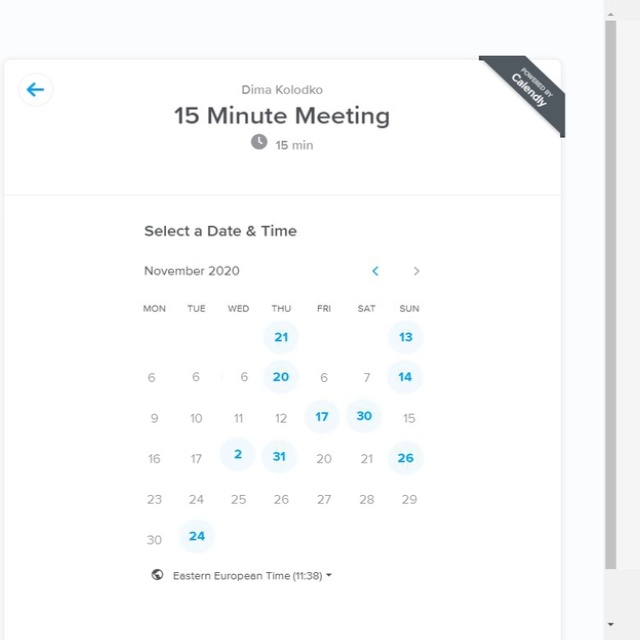 POWERED BY
Calendly
Dima Kolodko
15 Minute Meeting
15 min
Select a Date & Time
November 2020
MON TUE WED THU FRI SAT SUN
21 13
6 6 6 20 6 7 14
9 10 11 12 17 30 15
16 17 2 31 20 21 26
23 24 25 26 27 28 29
30 24
Eastern European Time (11:38)